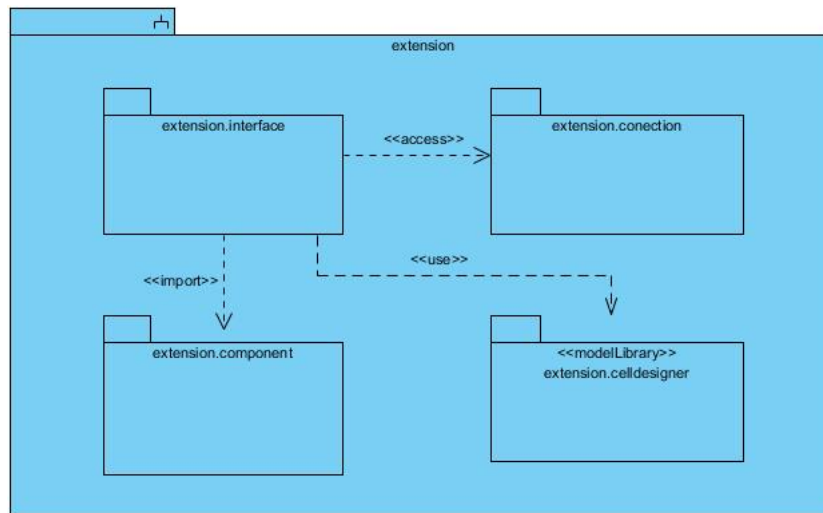 extension
extension.interface
<<access>>
extension.conection
<<import>>
<<use>>
extension.component
<<modelLibrary>>
extension.celldesigner